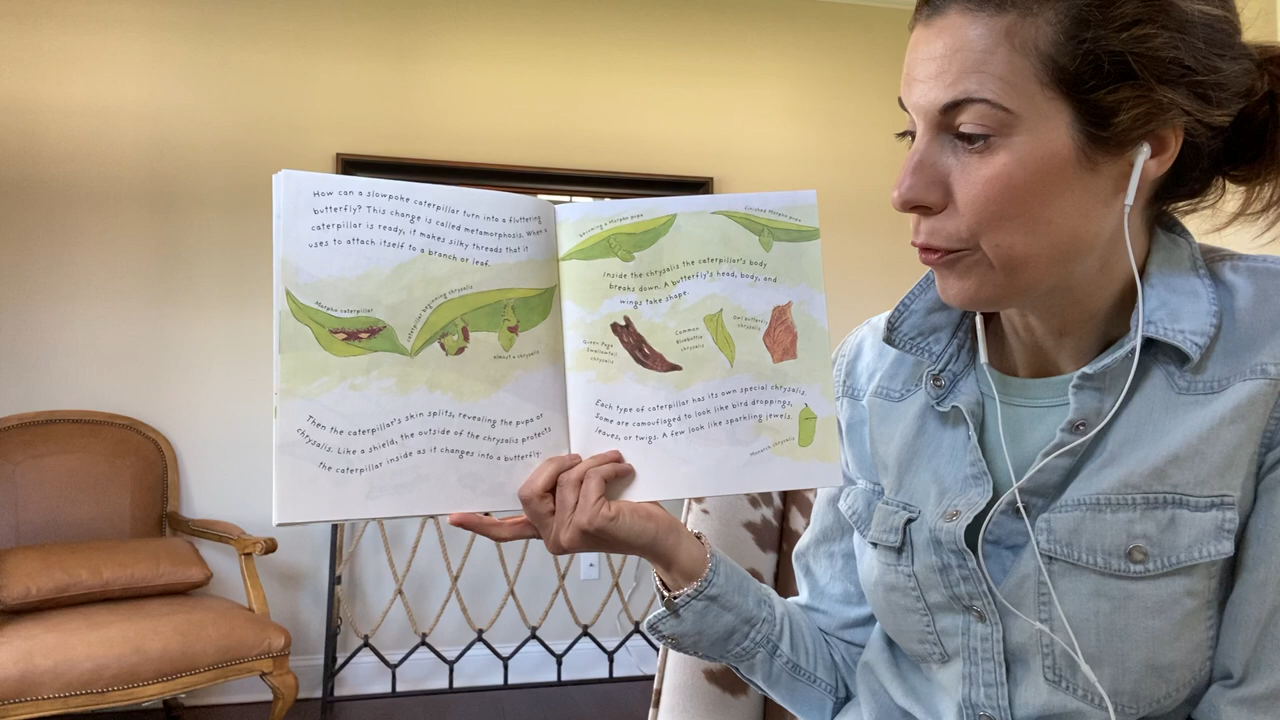 How can a slowpoke caterpillar turn into a fluttering
butterfly? This change is called metamorphosis. When a
caterpillar is ready, it makes silky threads that it
uses to attach itself to a branch or leaf.
Morpho caterpillar
caterpillar beginning chrysalis
almost a chrysalis
Then the caterpillar's skin splits, revealing the pupa or
chrysalis. Like a shield, the outside of the chrysalis protects
the caterpillar inside as it changes into a butterfly.
becoming a Morpho pupa
finished Morpho pupa
Inside the chrysalis the caterpillar's body
breaks down. A butterfly's head, body, and
wings take shape.
Queen Page
Swallowtail
chrysalis
Common
Bluebottle
chrysalis
Owl butterfly
chrysalis
Each type of caterpillar has its own special chrysalis.
Some are camouflaged to look like bird droppings,
leaves, or twigs. A few look like sparkling jewels.
Monarch chrysalis